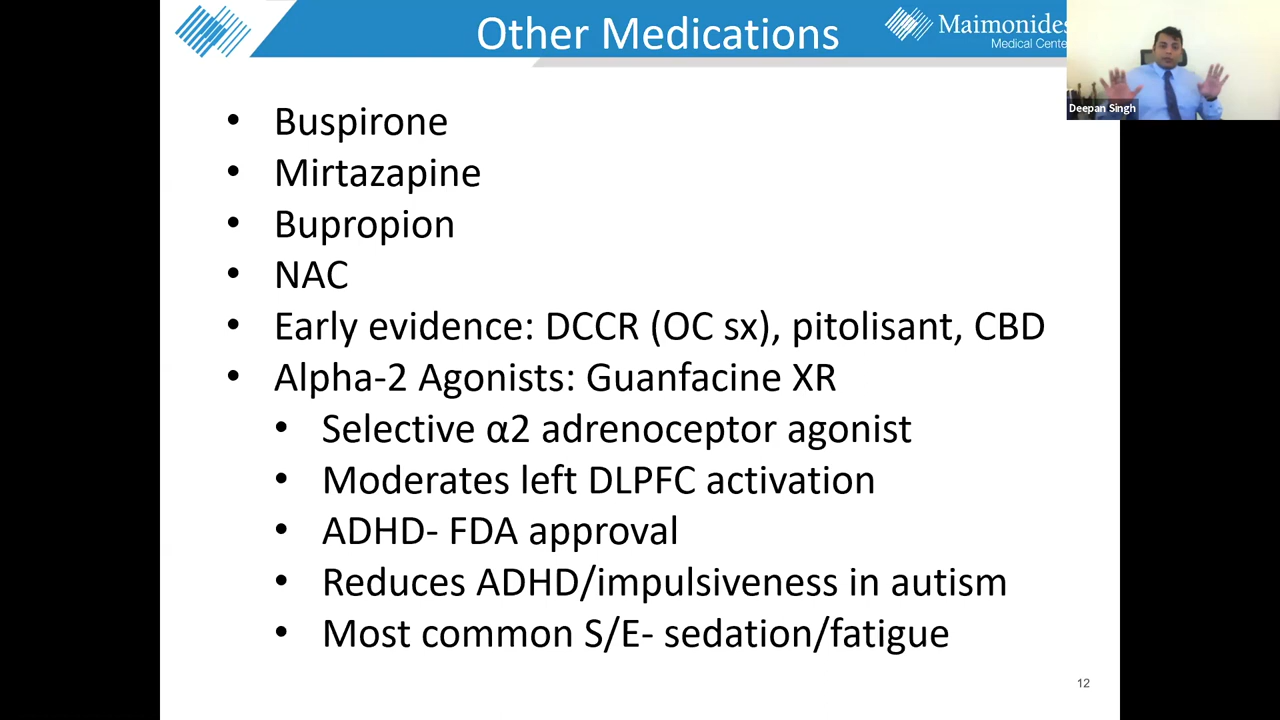 Other Medications
Maimonides
Medical Center
Deepan Singh
• Buspirone
• Mirtazapine
• Bupropion
• NAC
• Early evidence: DCCR (OC sx), pitolisant, CBD
• Alpha-2 Agonists: Guanfacine XR
• Selective α2 adrenoceptor agonist
• Moderates left DLPFC activation
• ADHD- FDA approval
• Reduces ADHD/impulsiveness in autism
• Most common S/E- sedation/fatigue
12